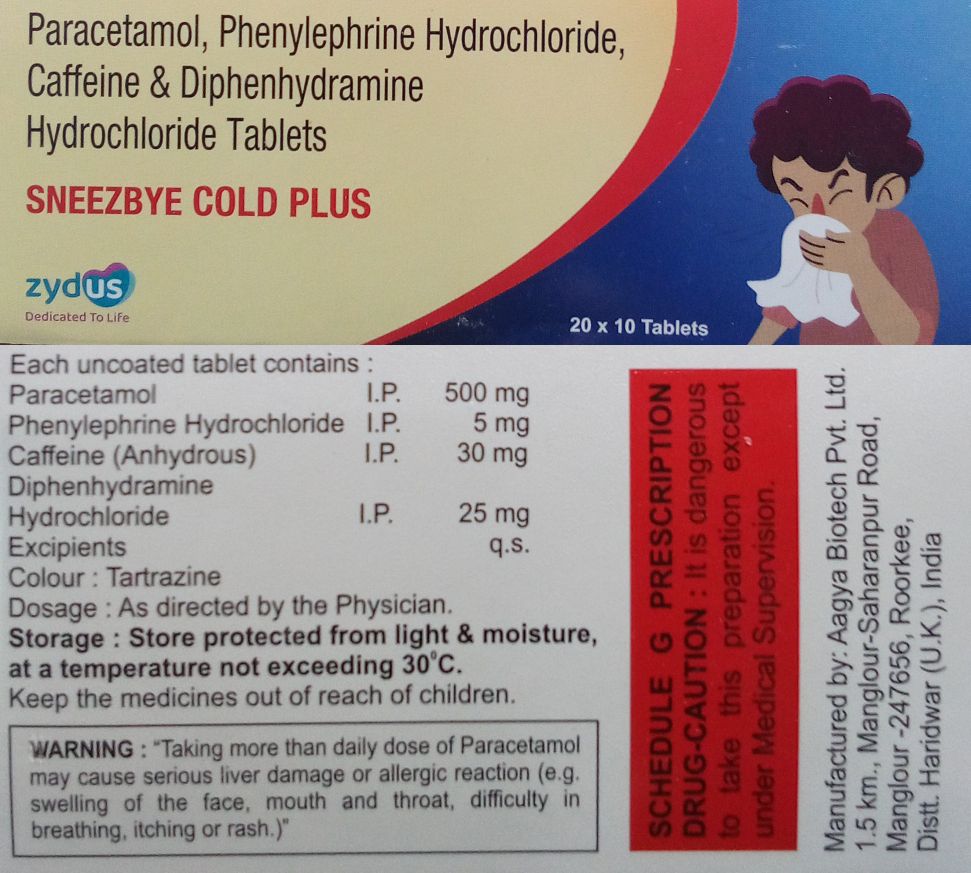 Paracetamol, Phenylephrine Hydrochloride,
Caffeine & Diphenhydramine
Hydrochloride Tablets
SNEEZBYE COLD PLUS
zydus
Dedicated To Life
20 x 10 Tablets
Each uncoated tablet contains :
Paracetamol I.P. 500 mg
Phenylephrine Hydrochloride I.P. 5 mg
Caffeine (Anhydrous) I.P. 30 mg
Diphenhydramine
Hydrochloride I.P. 25 mg
Excipients q.s.
Colour : Tartrazine
Dosage : As directed by the Physician.
Storage : Store protected from light & moisture,
at a temperature not exceeding 30°C.
Keep the medicines out of reach of children.
WARNING : "Taking more than daily dose of Paracetamol
may cause serious liver damage or allergic reaction (e.g.
swelling of the face, mouth and throat, difficulty in
breathing, itching or rash.)"
SCHEDULE G PRESCRIPTION
DRUG-CAUTION : It is dangerous
to take this preparation except
under Medical Supervision.
Manufactured by: Aagya Biotech Pvt. Ltd.
1.5 km., Manglour-Saharanpur Road,
Manglour -247656, Roorkee,
Distt. Haridwar (U.K.), India